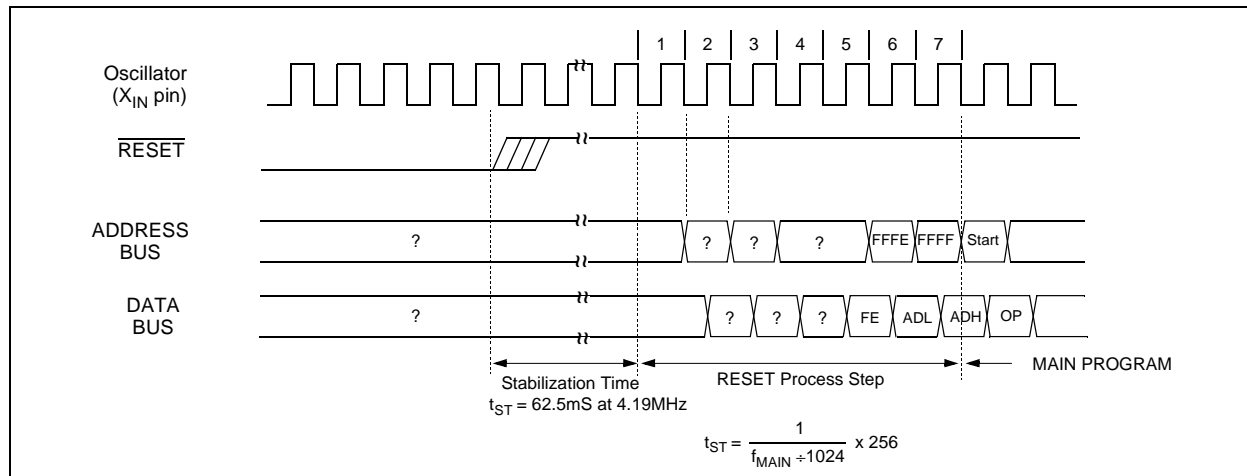 1 2 3 4 5 6 7
Oscillator
(XIN pin)
RESET
ADDRESS
BUS
? ? ? ? FFFE FFFF Start
DATA
BUS
? ? ? ? FE ADL ADH OP
MAIN PROGRAM
Stabilization Time
RESET Process Step
tST = 62.5mS at 4.19MHz
tST = 1 / fMAIN ÷1024 x 256